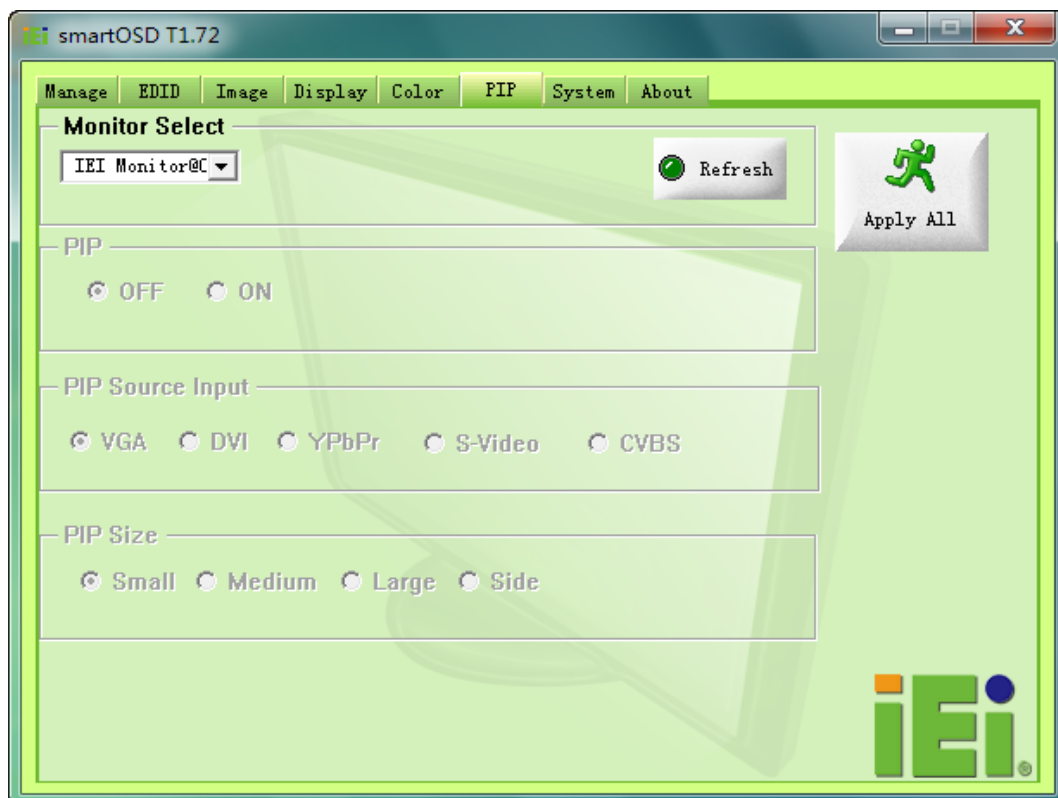 smartOSD T1.72
Manage EDID Image Display Color PIP System About
Monitor Select
IEI Monitor@C
Refresh
Apply All
PIP
OFF ON
PIP Source Input
VGA DVI YPbPr S-Video CVBS
PIP Size
Small Medium Large Side
iEi®